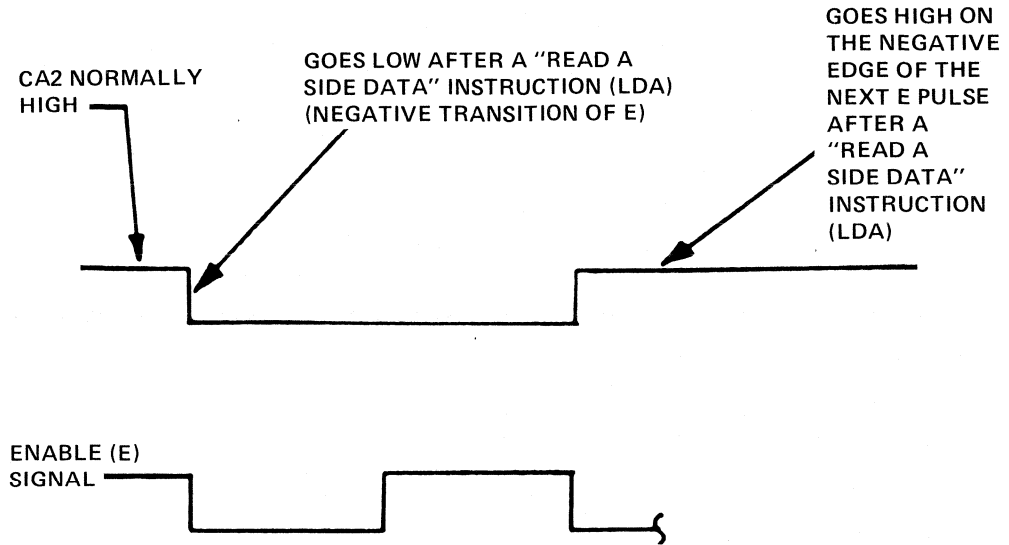 CA2 NORMALLY
HIGH
GOES LOW AFTER A "READ A
SIDE DATA" INSTRUCTION (LDA)
(NEGATIVE TRANSITION OF E)
GOES HIGH ON
THE NEGATIVE
EDGE OF THE
NEXT E PULSE
AFTER A
"READ A
SIDE DATA"
INSTRUCTION
(LDA)
ENABLE (E)
SIGNAL